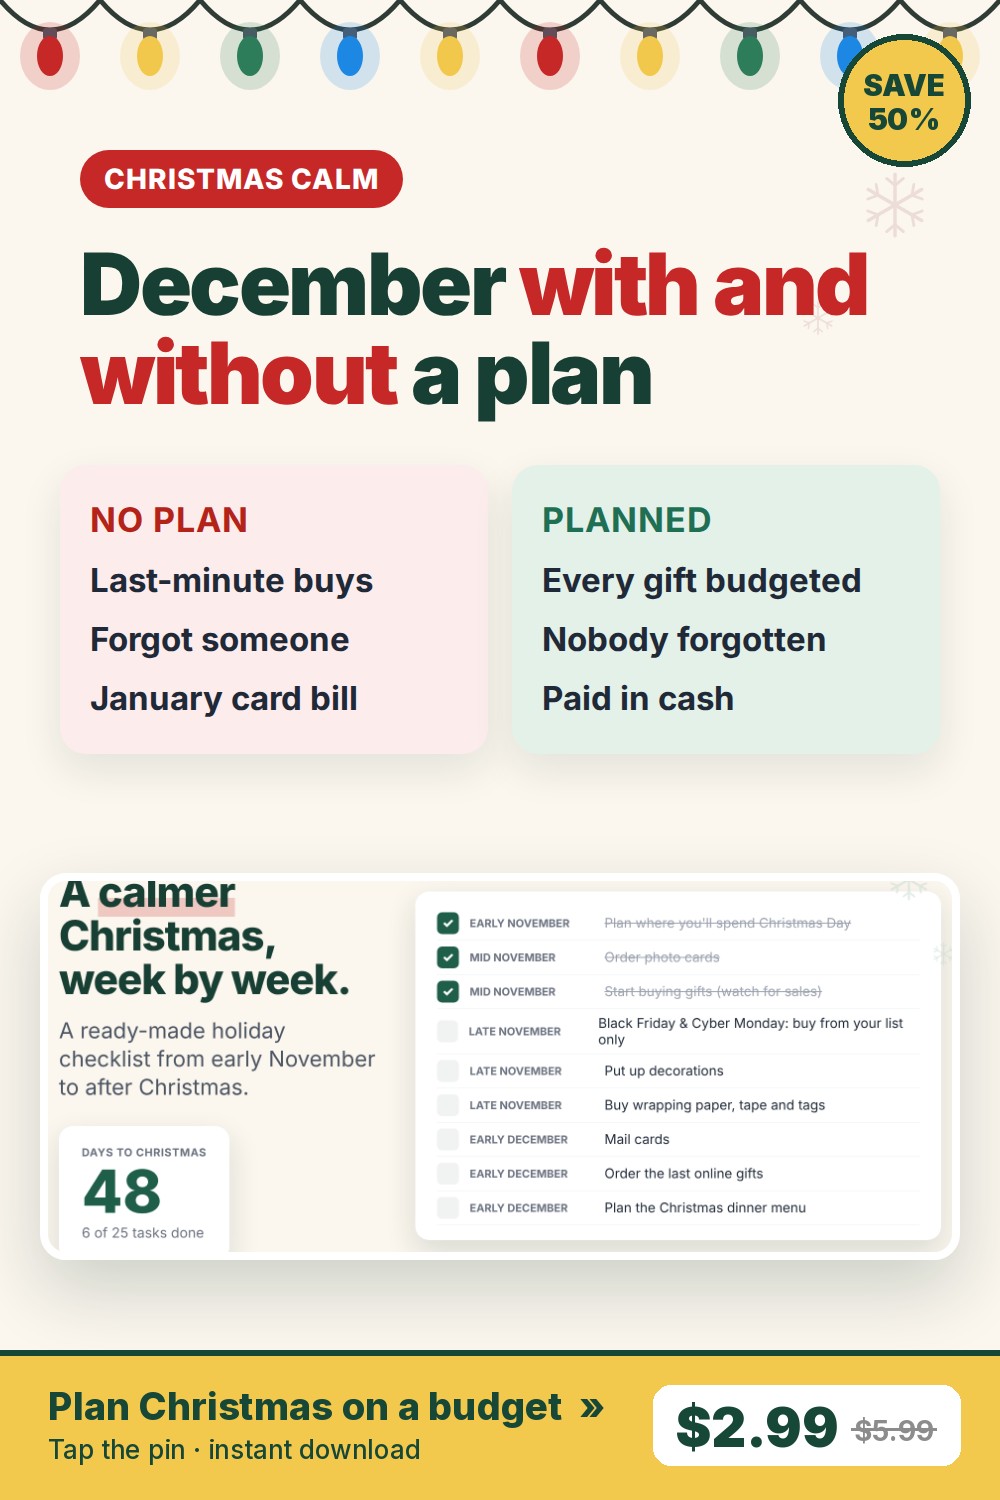 SAVE
50%
CHRISTMAS CALM
December with and
without a plan
NO PLAN
Last-minute buys
Forgot someone
January card bill
PLANNED
Every gift budgeted
Nobody forgotten
Paid in cash
A calmer
Christmas,
week by week.
A ready-made holiday
checklist from early November
to after Christmas.
DAYS TO CHRISTMAS
48
6 of 25 tasks done
EARLY NOVEMBER Plan where you'll spend Christmas Day
MID NOVEMBER Order photo cards
MID NOVEMBER Start buying gifts (watch for sales)
LATE NOVEMBER Black Friday & Cyber Monday: buy from your list
only
LATE NOVEMBER Put up decorations
LATE NOVEMBER Buy wrapping paper, tape and tags
EARLY DECEMBER Mail cards
EARLY DECEMBER Order the last online gifts
EARLY DECEMBER Plan the Christmas dinner menu
Plan Christmas on a budget »
Tap the pin · instant download
$2.99 $5.99